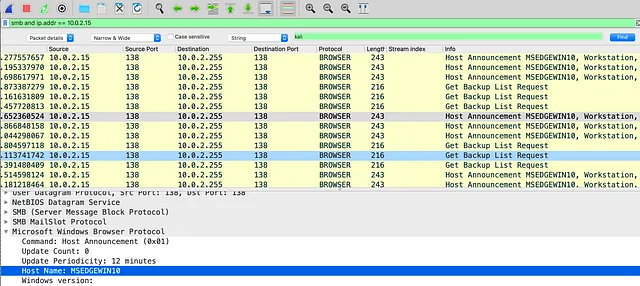 smb and ip.addr == 10.0.2.15
Packet details Narrow & Wide Case sensitive String kali Find
Source Source Port Destination Destination Port Protocol Length Stream index Info
.277557657 10.0.2.15 138 10.0.2.255 138 BROWSER 243 Host Announcement MSEDGEWIN10, Workstation,
.195337970 10.0.2.15 138 10.0.2.255 138 BROWSER 243 Host Announcement MSEDGEWIN10, Workstation,
.698617971 10.0.2.15 138 10.0.2.255 138 BROWSER 243 Host Announcement MSEDGEWIN10, Workstation,
.873387279 10.0.2.15 138 10.0.2.255 138 BROWSER 216 Get Backup List Request
.161631809 10.0.2.15 138 10.0.2.255 138 BROWSER 216 Get Backup List Request
.457720813 10.0.2.15 138 10.0.2.255 138 BROWSER 216 Get Backup List Request
.652360524 10.0.2.15 138 10.0.2.255 138 BROWSER 243 Host Announcement MSEDGEWIN10, Workstation,
.866848158 10.0.2.15 138 10.0.2.255 138 BROWSER 243 Host Announcement MSEDGEWIN10, Workstation,
.044298067 10.0.2.15 138 10.0.2.255 138 BROWSER 243 Host Announcement MSEDGEWIN10, Workstation,
.804597118 10.0.2.15 138 10.0.2.255 138 BROWSER 216 Get Backup List Request
.113741742 10.0.2.15 138 10.0.2.255 138 BROWSER 216 Get Backup List Request
.391480409 10.0.2.15 138 10.0.2.255 138 BROWSER 216 Get Backup List Request
.514598124 10.0.2.15 138 10.0.2.255 138 BROWSER 243 Host Announcement MSEDGEWIN10, Workstation,
.181218464 10.0.2.15 138 10.0.2.255 138 BROWSER 243 Host Announcement MSEDGEWIN10, Workstation,
User Datagram Protocol, Src Port: 138, Dst Port: 138
NetBIOS Datagram Service
SMB (Server Message Block Protocol)
SMB MailSlot Protocol
Microsoft Windows Browser Protocol
Command: Host Announcement (0x01)
Update Count: 0
Update Periodicity: 12 minutes
Host Name: MSEDGEWIN10
Windows version: